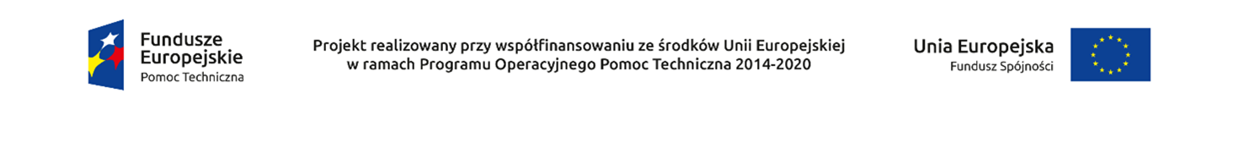 Fundusze
Europejskie
Pomoc Techniczna
Projekt realizowany przy współfinansowaniu ze środków Unii Europejskiej
w ramach Programu Operacyjnego Pomoc Techniczna 2014-2020
Unia Europejska
Fundusz Spójności